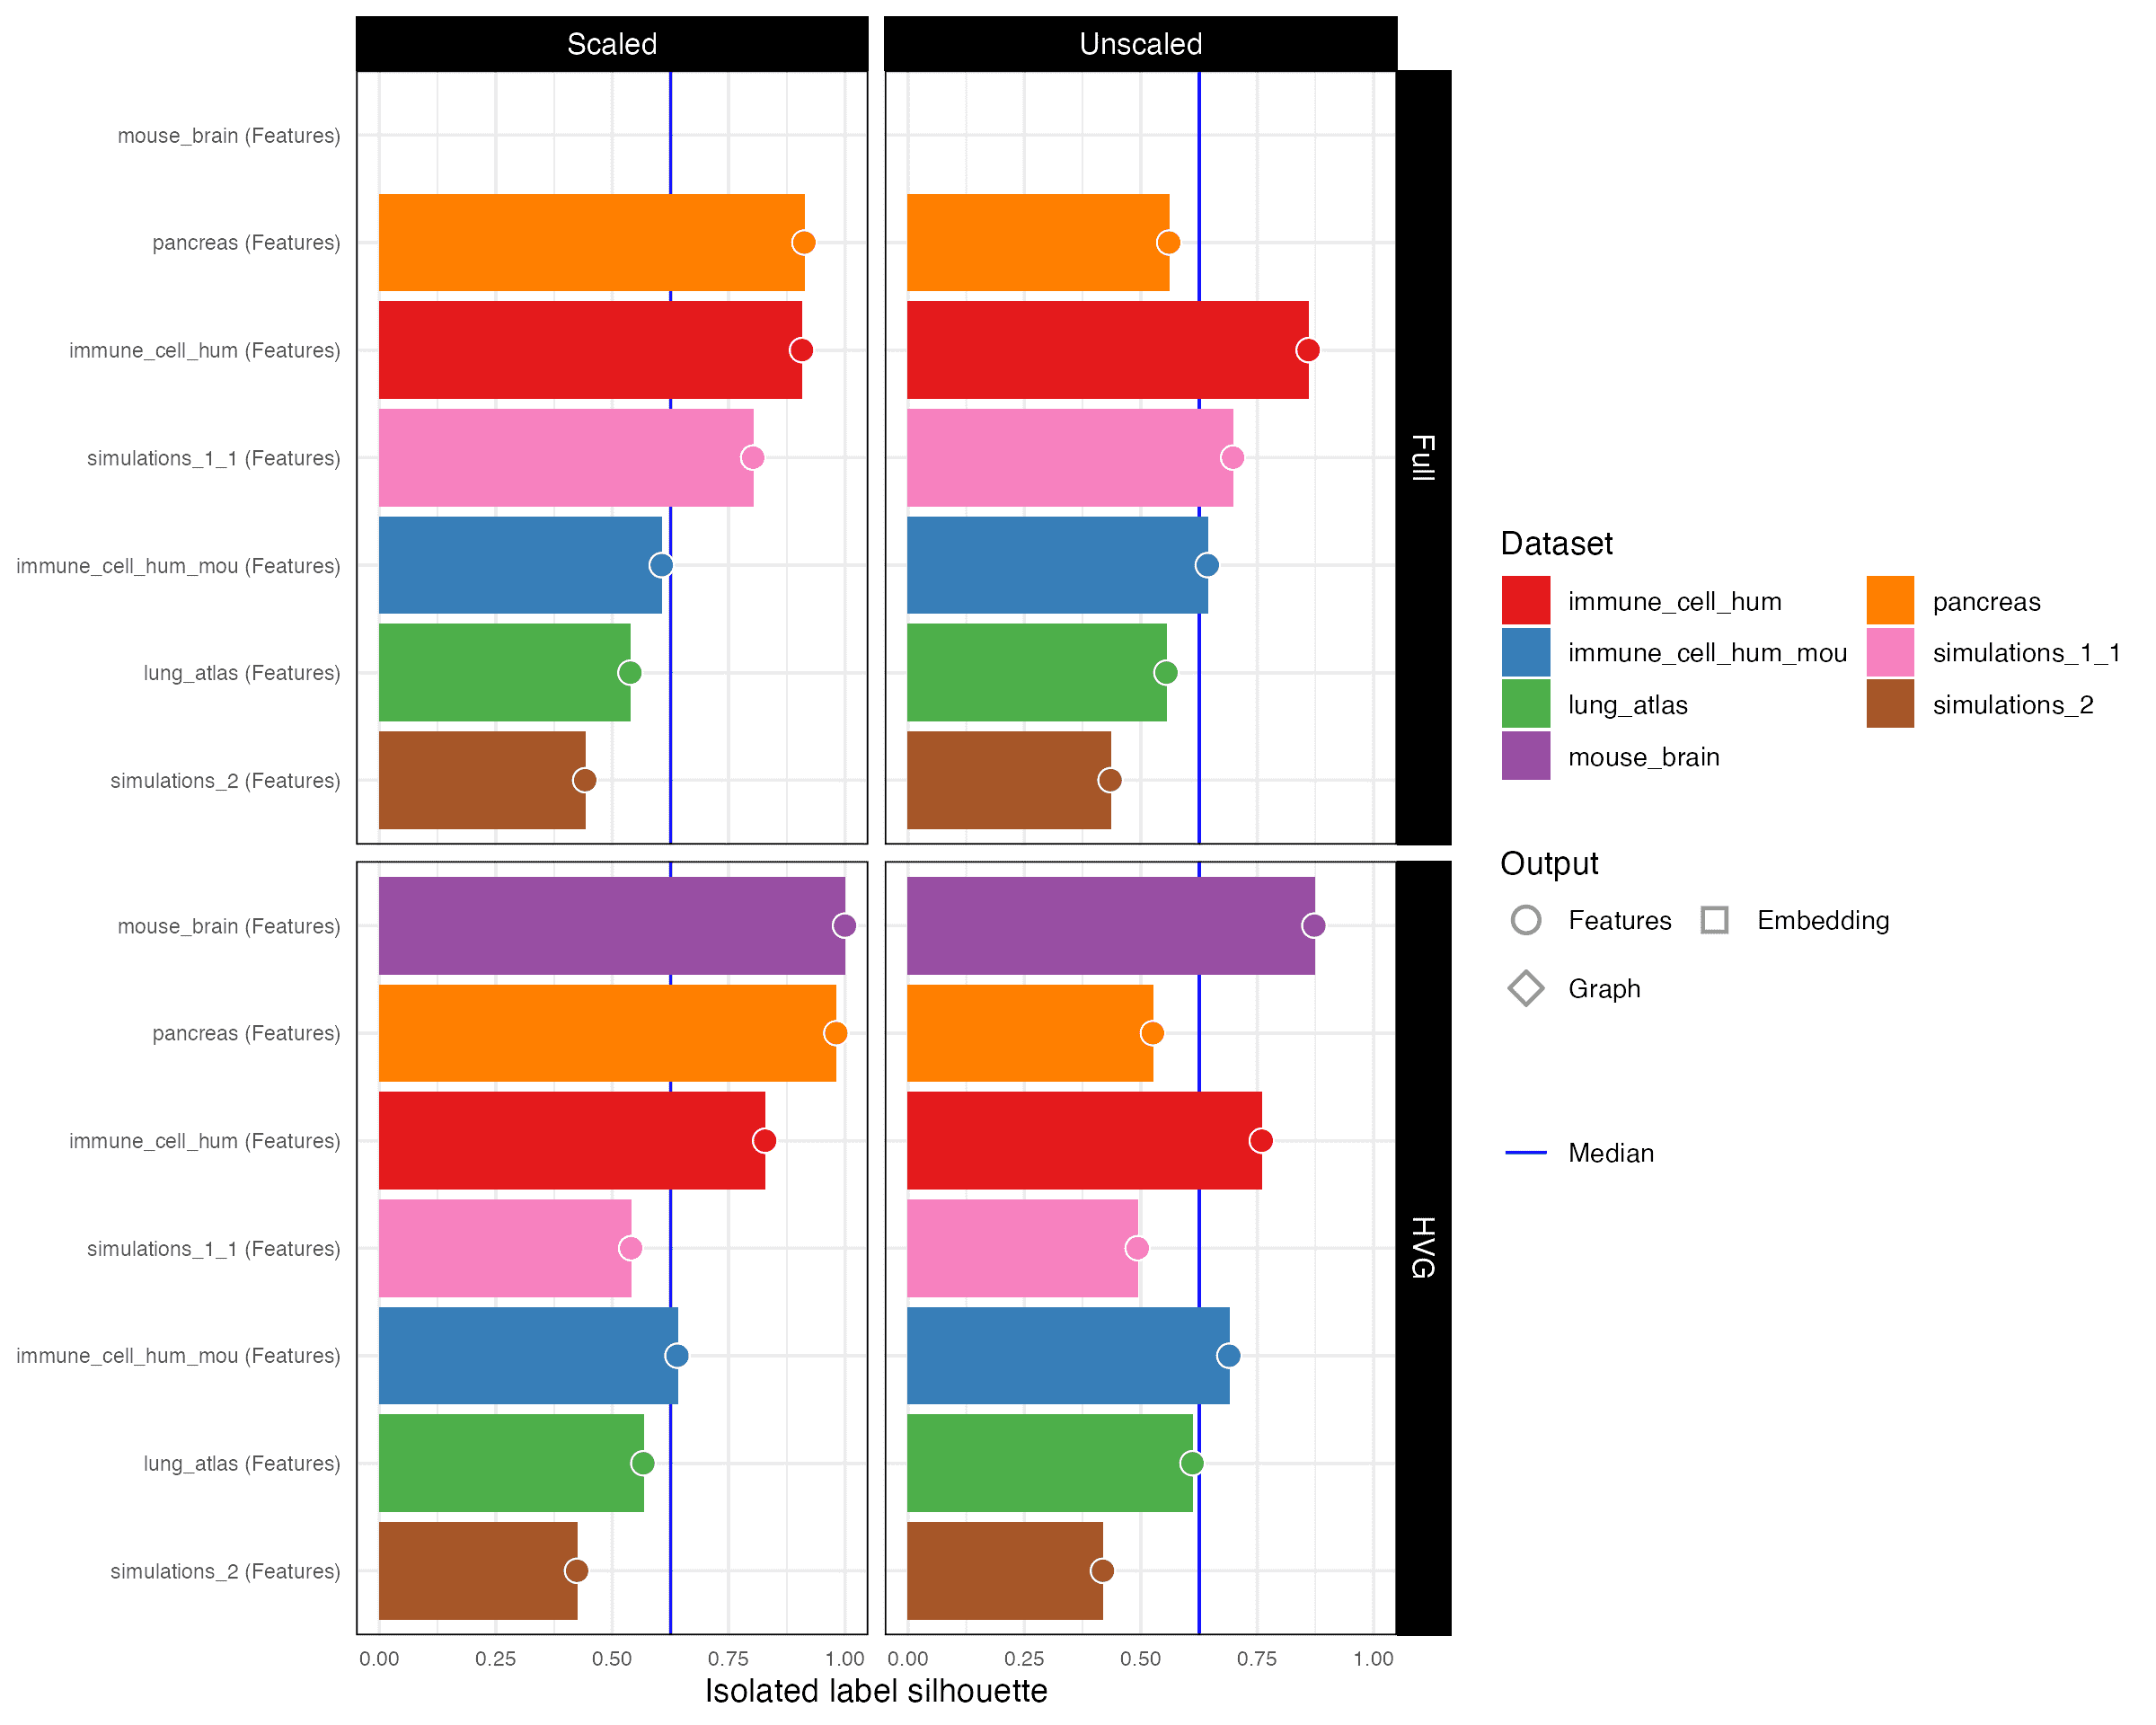 Scaled
Unscaled
Full
mouse_brain (Features)
pancreas (Features)
immune_cell_hum (Features)
simulations_1_1 (Features)
immune_cell_hum_mou (Features)
lung_atlas (Features)
simulations_2 (Features)
HVG
mouse_brain (Features)
pancreas (Features)
immune_cell_hum (Features)
simulations_1_1 (Features)
immune_cell_hum_mou (Features)
lung_atlas (Features)
simulations_2 (Features)
0.00 0.25 0.50 0.75 1.00
0.00 0.25 0.50 0.75 1.00
Isolated label silhouette
Dataset
immune_cell_hum
immune_cell_hum_mou
lung_atlas
mouse_brain
pancreas
simulations_1_1
simulations_2
Output
Features
Embedding
Graph
Median